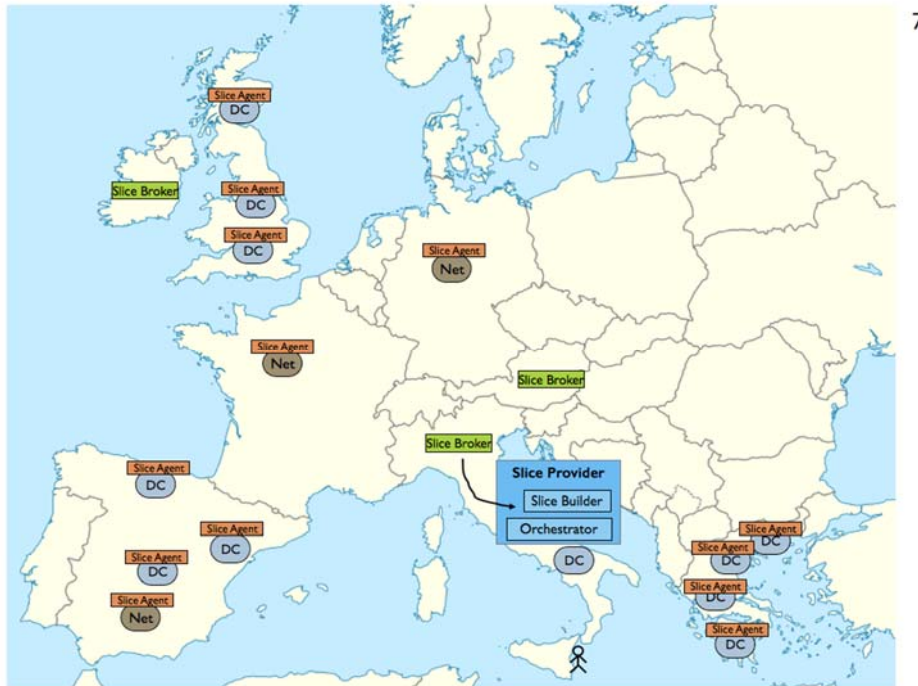 7
Slice Agent
DC
Slice Broker
Slice Agent
DC
Slice Agent
DC
Slice Agent
Net
Slice Agent
Net
Slice Broker
Slice Broker
Slice Provider
Slice Builder
Orchestrator
DC
Slice Agent
DC
Slice Agent
DC
Slice Agent
DC
Slice Agent
Net
Slice Agent
DC
Slice Agent
DC
Slice Agent
DC
Slice Agent
DC